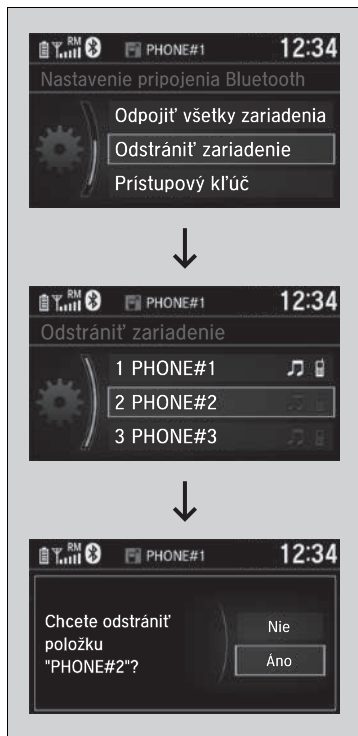 RM PHONE#1 12:34
Nastavenie pripojenia Bluetooth
Odpojiť všetky zariadenia
Odstrániť zariadenie
Prístupový kľúč
RM PHONE#1 12:34
Odstrániť zariadenie
1 PHONE#1
2 PHONE#2
3 PHONE#3
RM PHONE#1 12:34
Chcete odstrániť
položku
"PHONE#2"?
Nie
Áno